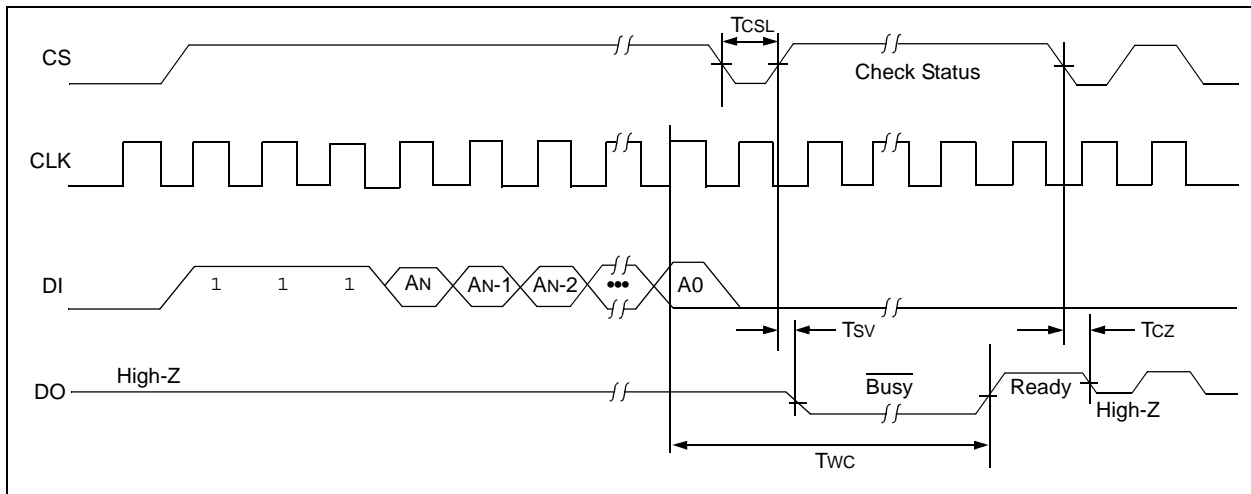 TCSL
CS
Check Status
CLK
DI
1 1 1 AN AN-1 AN-2 ••• A0
TSV
TCZ
High-Z
DO
Busy
Ready
High-Z
TWC